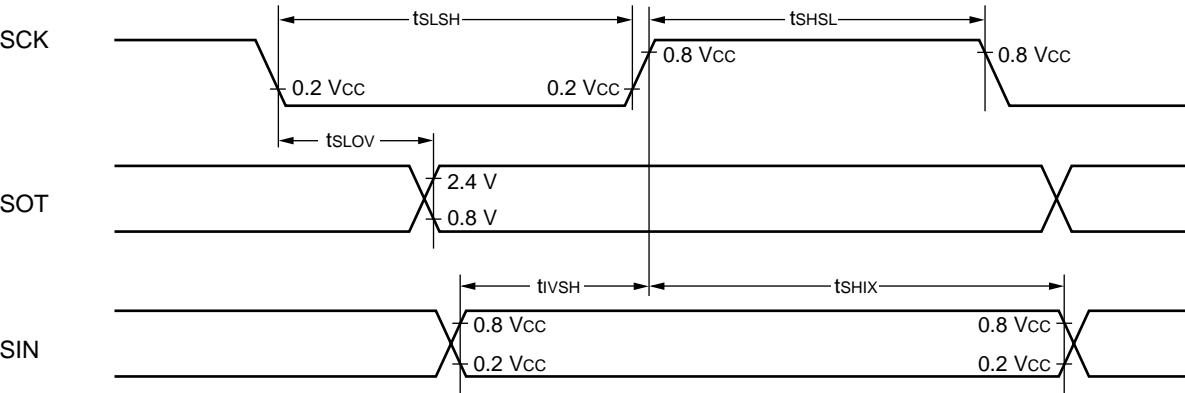 tSLSH
tSHSL
SCK
0.8 VCC
0.8 VCC
0.2 VCC
0.2 VCC
tSLOV
SOT
2.4 V
0.8 V
tIVSH
tSHIX
SIN
0.8 VCC
0.8 VCC
0.2 VCC
0.2 VCC